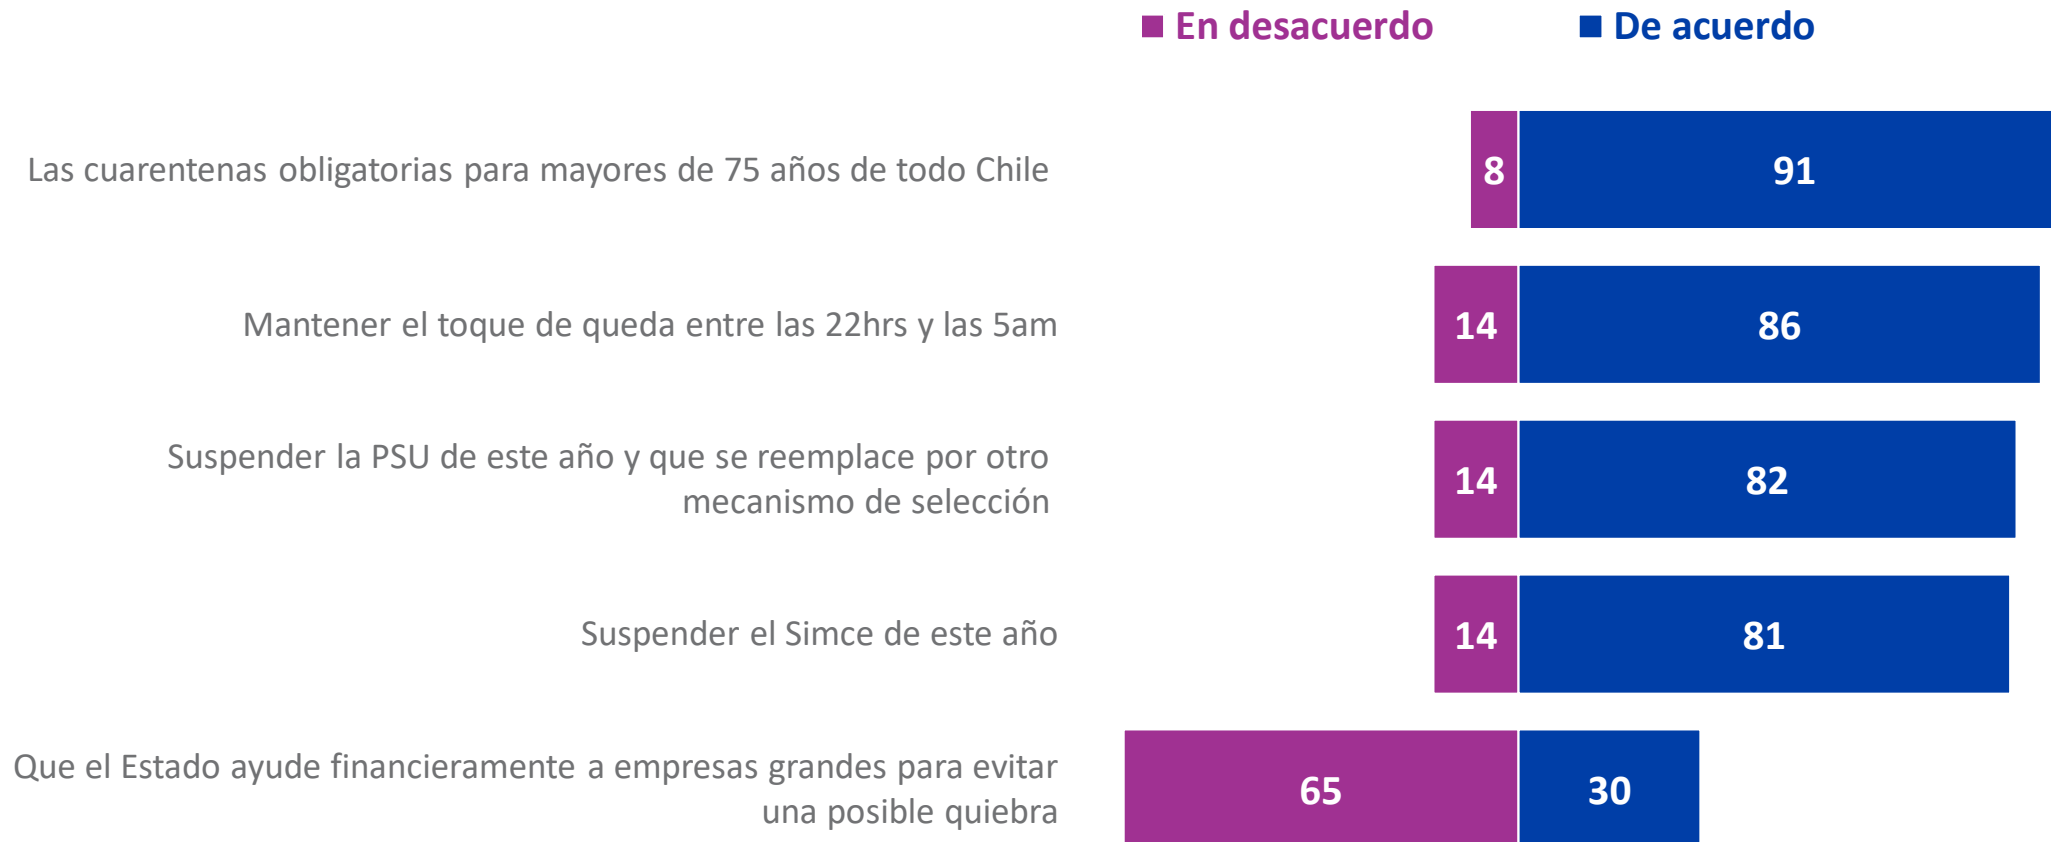 En desacuerdo De acuerdo
Las cuarentenas obligatorias para mayores de 75 años de todo Chile 8 91
Mantener el toque de queda entre las 22hrs y las 5am 14 86
Suspender la PSU de este año y que se reemplace por otro
mecanismo de selección 14 82
Suspender el Simce de este año 14 81
Que el Estado ayude financieramente a empresas grandes para evitar
una posible quiebra 65 30